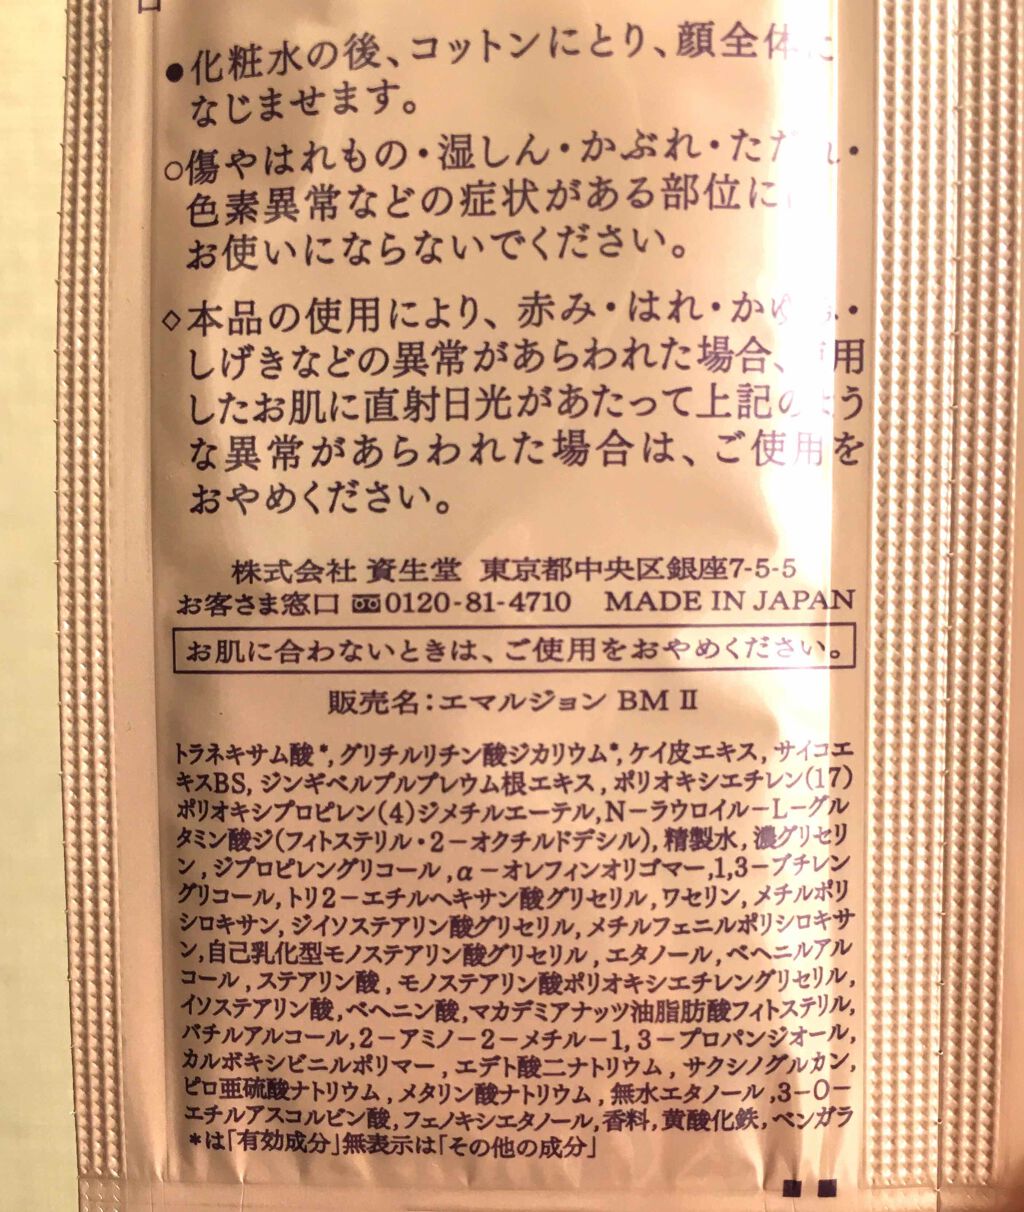 ●化粧水の後、コットンにとり、顔全体に
なじませます。
○傷やはれもの・湿しん・かぶれ・ただれ・
色素異常などの症状がある部位に
お使いにならないでください。
◇本品の使用により、赤み・はれ・かゆみ・
しげきなどの異常があらわれた場合、使用
したお肌に直射日光があたって上記のよう
な異常があらわれた場合は、ご使用を
おやめください。
株式会社 資生堂 東京都中央区銀座7-5-5
お客さま窓口 0120-81-4710 MADE IN JAPAN
お肌に合わないときは、ご使用をおやめください。
販売名：エマルジョン BM Ⅱ
トラネキサム酸*, グリチルリチン酸ジカリウム*, ケイ皮エキス, サイコエ
キスBS, ジンギベルプルプレウム根エキス, ポリオキシエチレン(17)
ポリオキシプロピレン(4)ジメチルエーテル, N－ラウロイル－L－グル
タミン酸ジ(フィトステリル・2－オクチルドデシル), 精製水, 濃グリセリ
ン, ジプロピレングリコール, α－オレフィンオリゴマー, 1,3－ブチレン
グリコール, トリ2－エチルヘキサン酸グリセリル, ワセリン, メチルポリ
シロキサン, ジイソステアリン酸グリセリル, メチルフェニルポリシロキサ
ン, 自己乳化型モノステアリン酸グリセリル, エタノール, ベヘニルアル
コール, ステアリン酸, モノステアリン酸ポリオキシエチレングリセリル,
イソステアリン酸, ベヘニン酸, マカデミアナッツ油脂肪酸フィトステリル,
バチルアルコール, 2－アミノ－2－メチル－1, 3－プロパンジオール,
カルボキシビニルポリマー, エデト酸二ナトリウム, サクシノグルカン,
ピロ亜硫酸ナトリウム, メタリン酸ナトリウム, 無水エタノール, 3－O－
エチルアスコルビン酸, フェノキシエタノール, 香料, 黄酸化鉄, ベンガラ
*は「有効成分」無表示は「その他の成分」